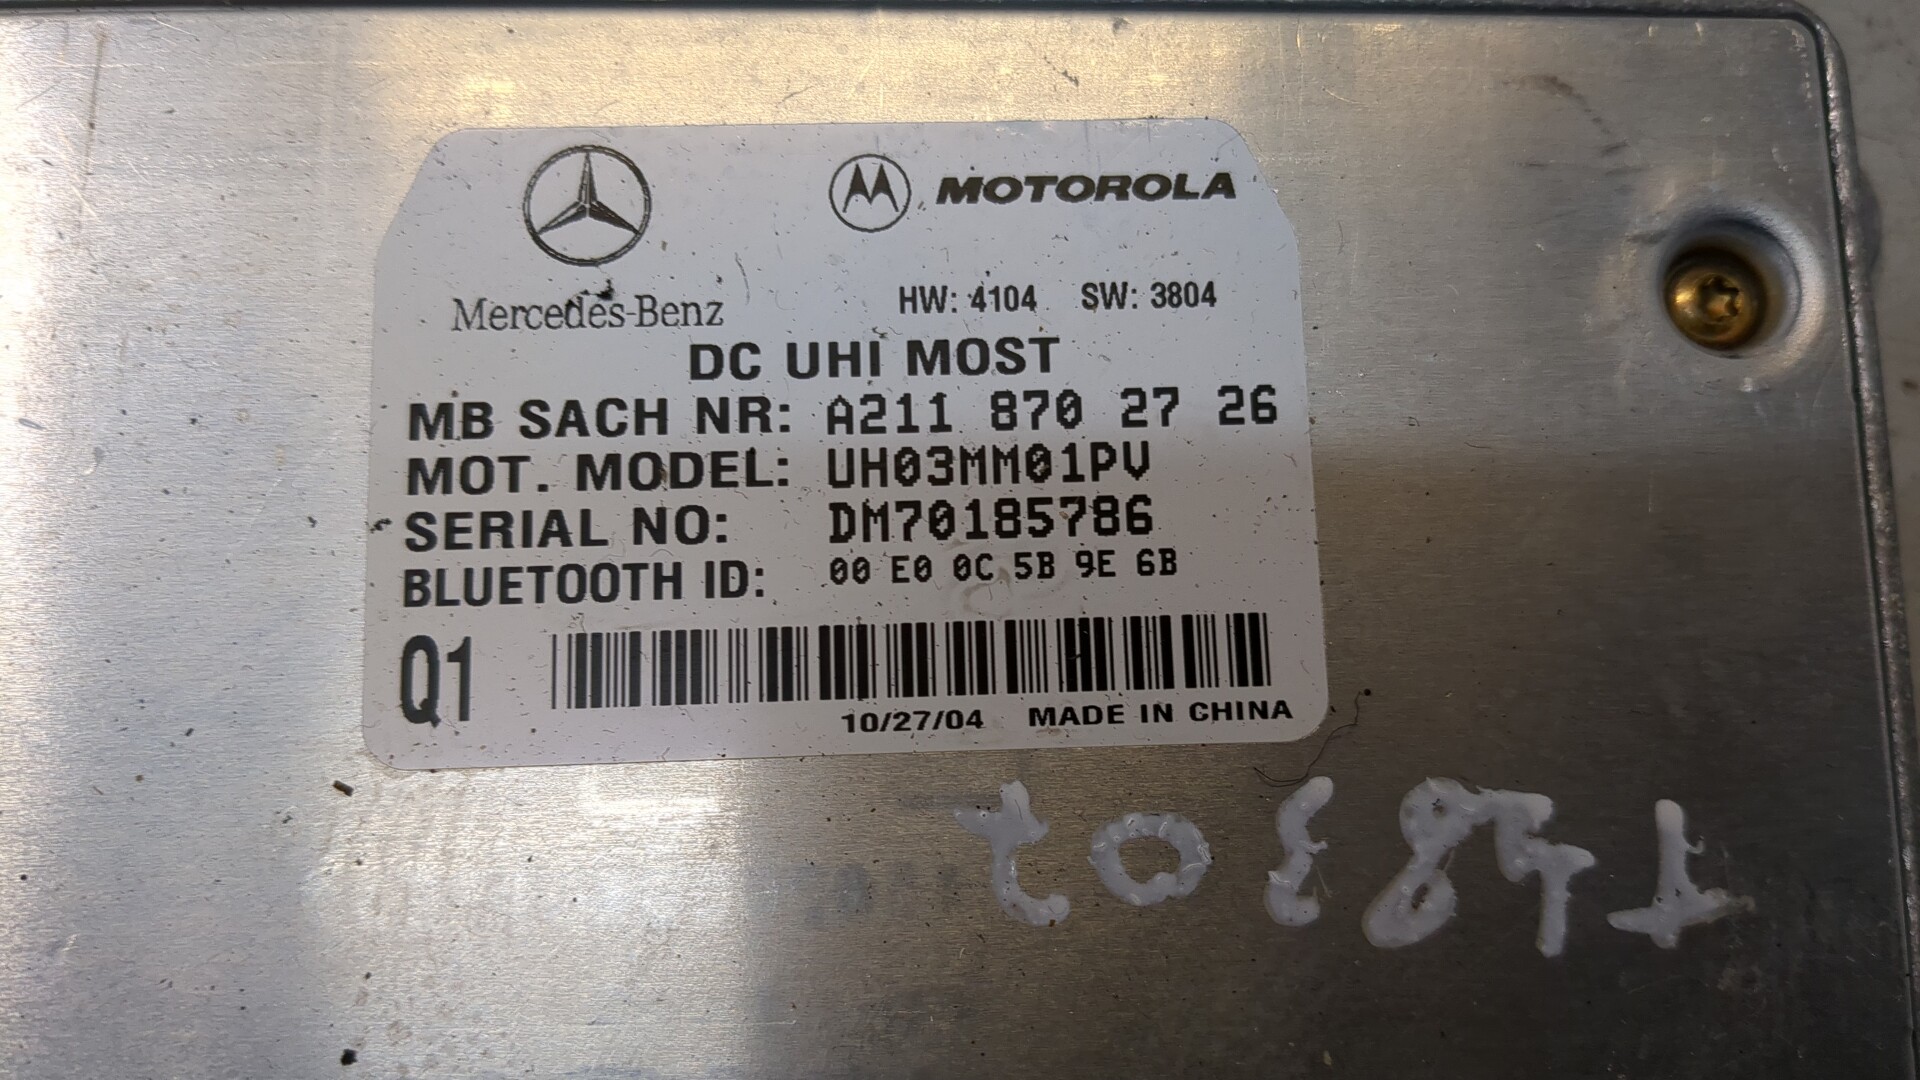 MOTOROLA
Mercedes-Benz
HW: 4104 SW: 3804
DC UHI MOST
MB SACH NR: A211 870 27 26
MOT. MODEL: UH03MM01PV
SERIAL NO: DM70185786
BLUETOOTH ID: 00 E0 0C 5B 9E 6B
Q1
10/27/04 MADE IN CHINA